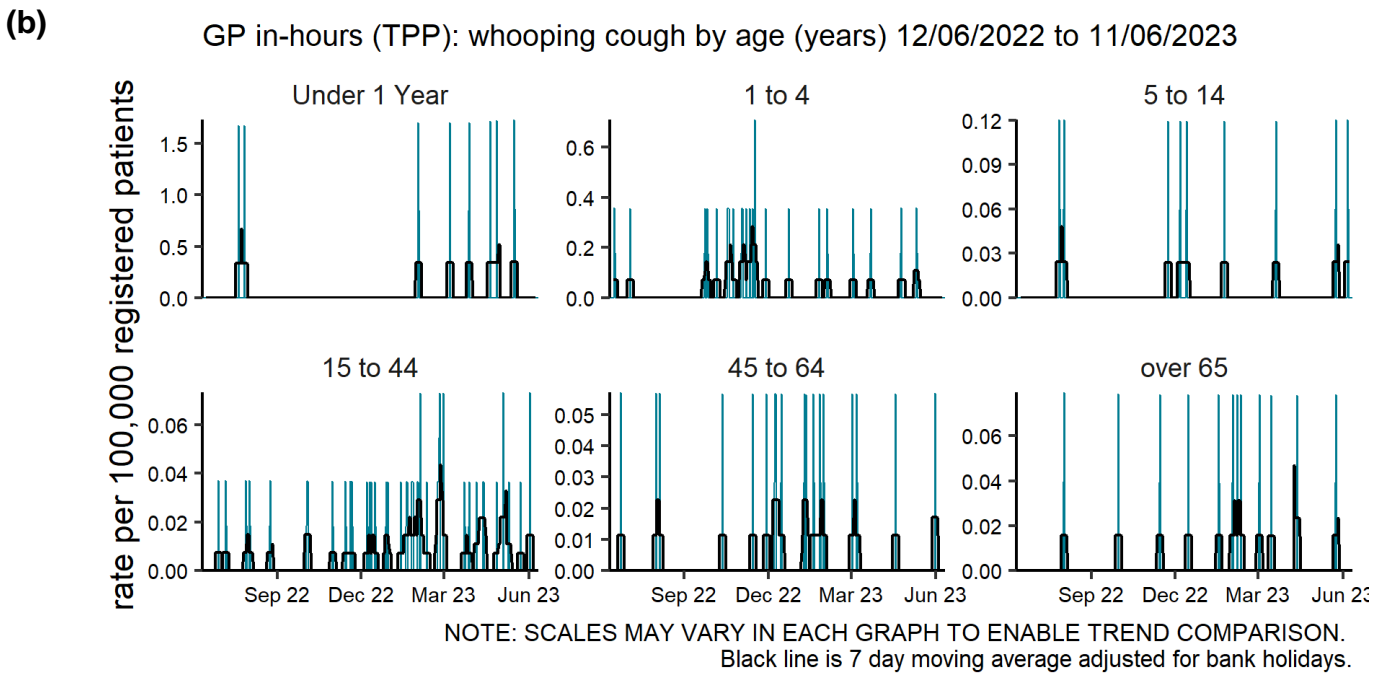 (b)
GP in-hours (TPP): whooping cough by age (years) 12/06/2022 to 11/06/2023
rate per 100,000 registered patients
Under 1 Year
1.5
1.0
0.5
0.0
1 to 4
0.6
0.4
0.2
0.0
5 to 14
0.12
0.09
0.06
0.03
0.00
15 to 44
0.06
0.04
0.02
0.00
Sep 22 Dec 22 Mar 23 Jun 23
45 to 64
0.05
0.04
0.03
0.02
0.01
0.00
Sep 22 Dec 22 Mar 23 Jun 23
over 65
0.06
0.04
0.02
0.00
Sep 22 Dec 22 Mar 23 Jun 23
NOTE: SCALES MAY VARY IN EACH GRAPH TO ENABLE TREND COMPARISON.
Black line is 7 day moving average adjusted for bank holidays.